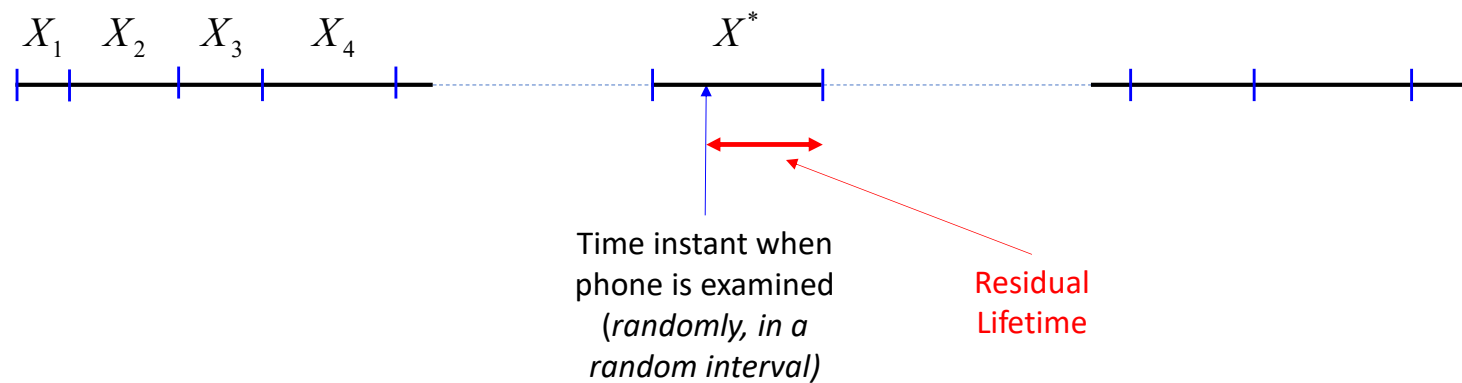 X₁ X₂ X₃ X₄ X*
Time instant when
phone is examined
(randomly, in a
random interval)
Residual
Lifetime